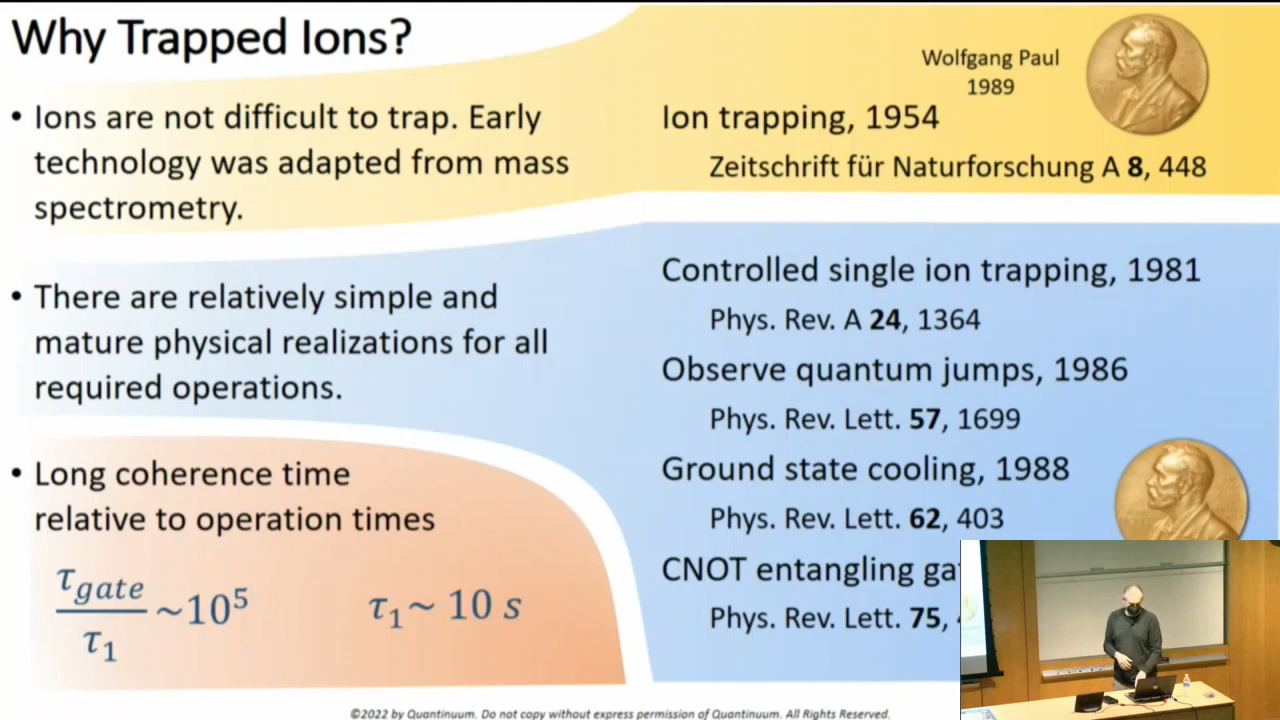 Why Trapped Ions?
• Ions are not difficult to trap. Early
technology was adapted from mass
spectrometry.
• There are relatively simple and
mature physical realizations for all
required operations.
• Long coherence time
relative to operation times
τgate/τ1 ~10⁵
τ₁~ 10 s
Wolfgang Paul
1989
Ion trapping, 1954
Zeitschrift für Naturforschung A 8, 448
Controlled single ion trapping, 1981
Phys. Rev. A 24, 1364
Observe quantum jumps, 1986
Phys. Rev. Lett. 57, 1699
Ground state cooling, 1988
Phys. Rev. Lett. 62, 403
CNOT entangling ga
Phys. Rev. Lett. 75,
©2022 by Quantinuum. Do not copy without express permission of Quantinuum. All Rights Reserved.